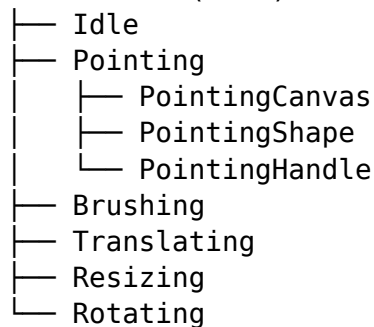 ├── Idle
├── Pointing
│   ├── PointingCanvas
│   ├── PointingShape
│   └── PointingHandle
├── Brushing
├── Translating
├── Resizing
└── Rotating